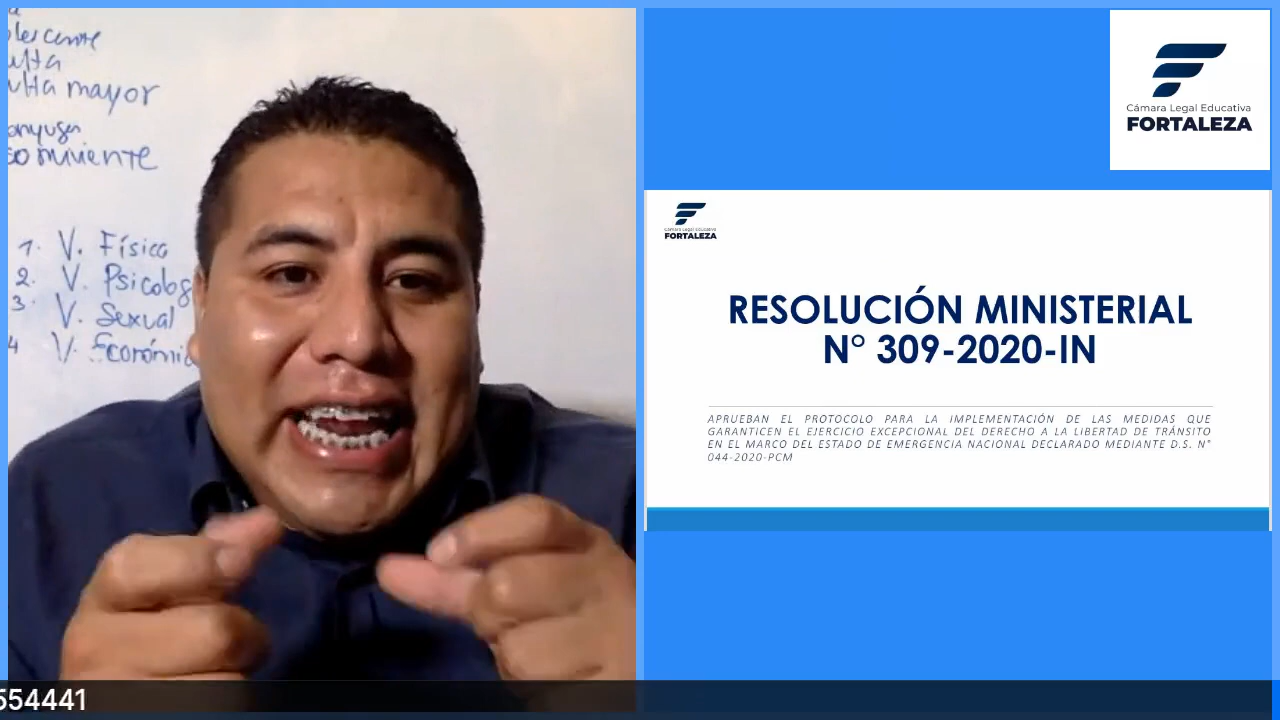 ulta
ulta mayor
onyuge
1. V. Física
2. V. Psicolog
3. V. Sexual
4 V. Económic
554441
Cámara Legal Educativa
FORTALEZA
Cámara Legal Educativa
FORTALEZA
RESOLUCIÓN MINISTERIAL
N° 309-2020-IN
APRUEBAN EL PROTOCOLO PARA LA IMPLEMENTACIÓN DE LAS MEDIDAS QUE
GARANTICEN EL EJERCICIO EXCEPCIONAL DEL DERECHO A LA LIBERTAD DE TRÁNSITO
EN EL MARCO DEL ESTADO DE EMERGENCIA NACIONAL DECLARADO MEDIANTE D.S. N°
044-2020-PCM